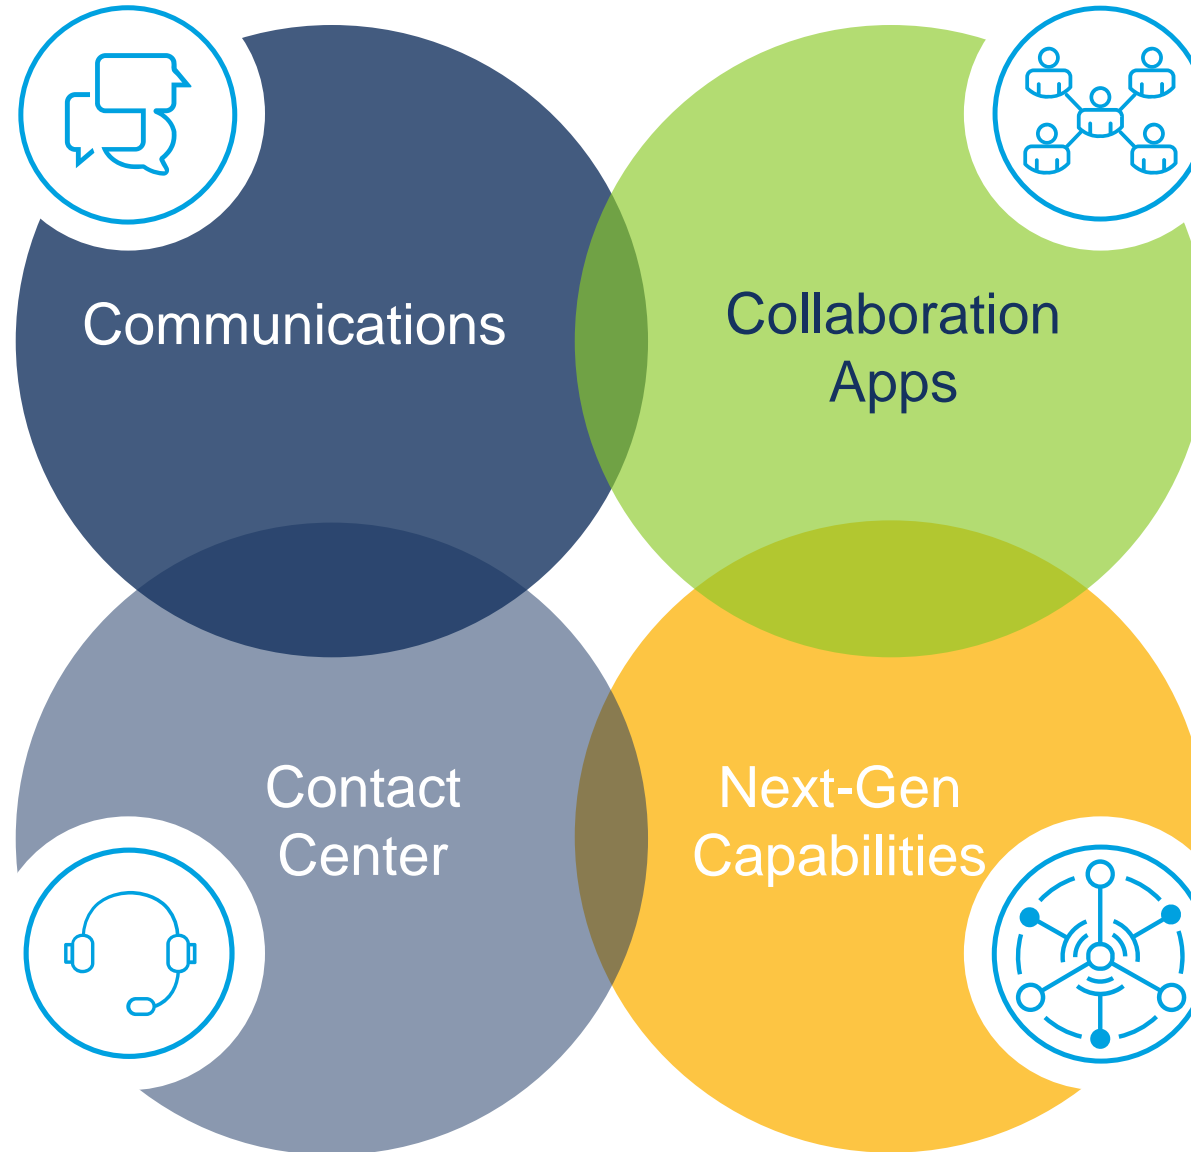 Communications
Collaboration
Apps
Contact
Center
Next-Gen
Capabilities